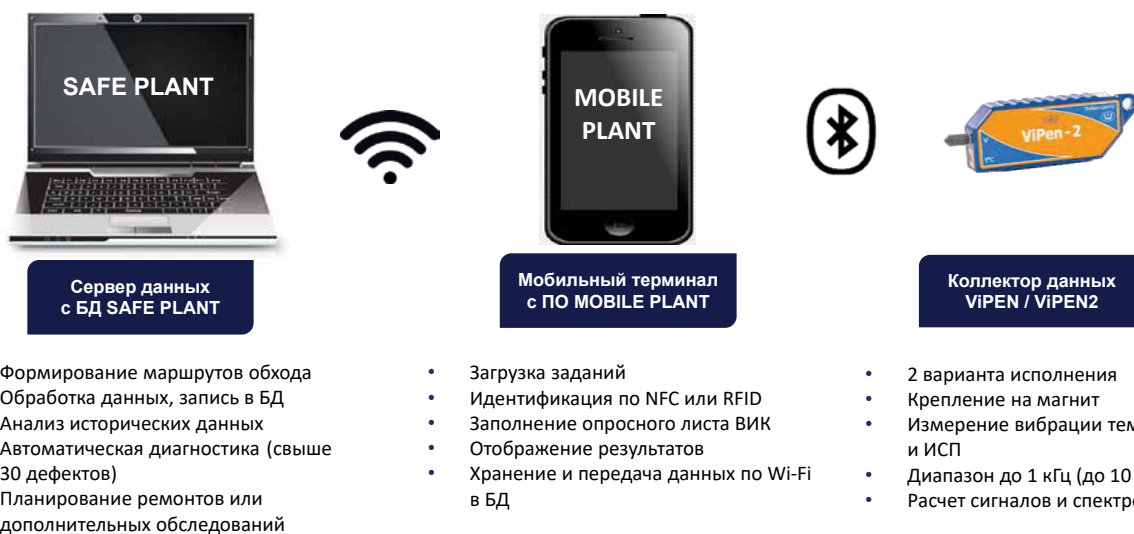 SAFE PLANT
MOBILE
PLANT
ViPen - 2
Сервер данных
с БД SAFE PLANT
Мобильный терминал
с ПО MOBILE PLANT
Коллектор данных
ViPEN / ViPEN2
Формирование маршрутов обхода
Обработка данных, запись в БД
Анализ исторических данных
Автоматическая диагностика (свыше
30 дефектов)
Планирование ремонтов или
дополнительных обследований
• Загрузка заданий
• Идентификация по NFC или RFID
• Заполнение опросного листа ВИК
• Отображение результатов
• Хранение и передача данных по Wi-Fi
в БД
• 2 варианта исполнения
• Крепление на магнит
• Измерение вибрации
и ИСП
• Диапазон до 1 кГц (до 10
• Расчет сигналов и